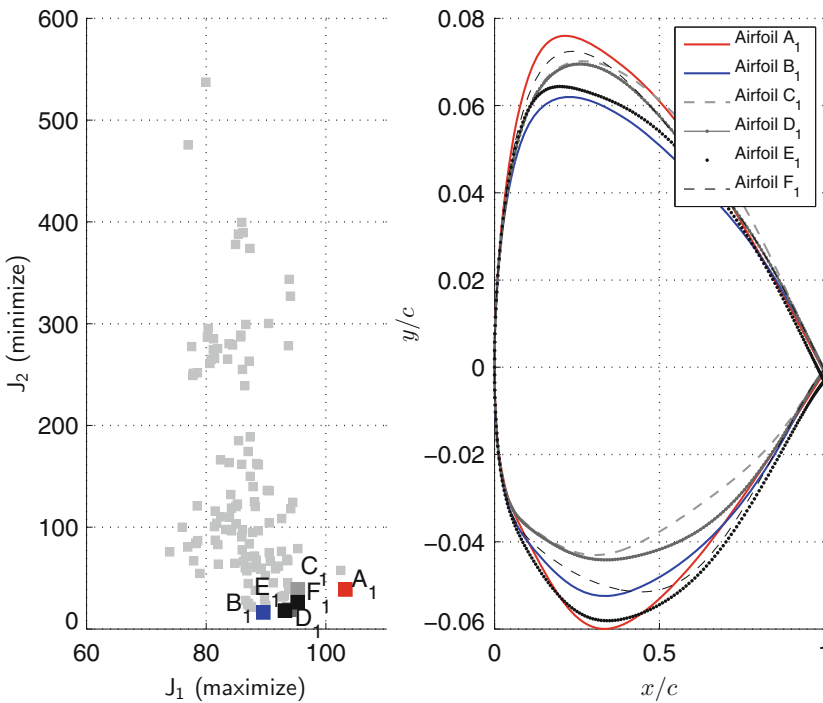 600
500
400
300
200
100
0
60
80
100
J2 (minimize)
J1 (maximize)
A1
B1
C1
D1
E1
F1
0.08
0.06
0.04
0.02
0
−0.02
−0.04
−0.06
0
0.5
1
y/c
x/c
Airfoil A1
Airfoil B1
Airfoil C1
Airfoil D1
Airfoil E1
Airfoil F1